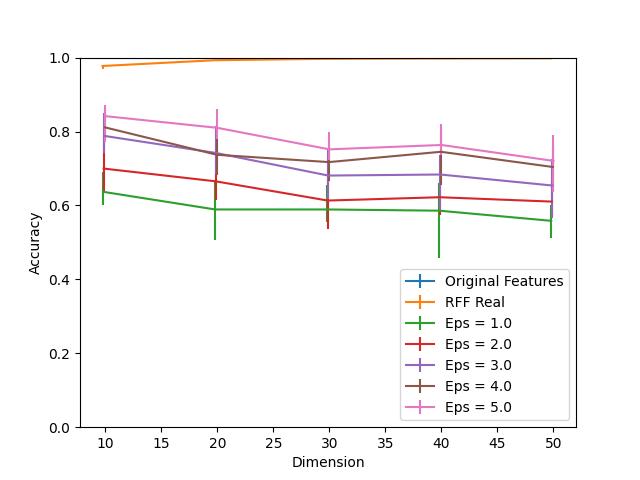 1.0
0.8
0.6
0.4
0.2
0.0
Accuracy
Original Features
RFF Real
Eps = 1.0
Eps = 2.0
Eps = 3.0
Eps = 4.0
Eps = 5.0
10 15 20 25 30 35 40 45 50
Dimension